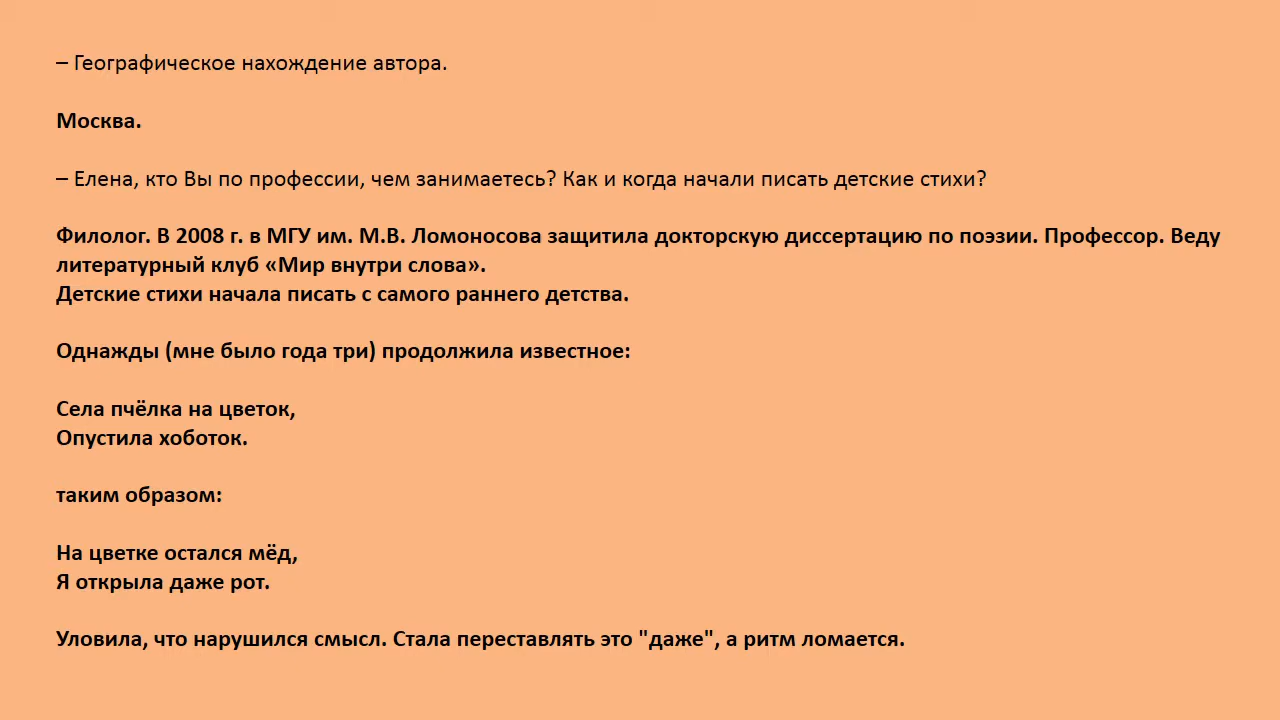 – Географическое нахождение автора.
Москва.
– Елена, кто Вы по профессии, чем занимаетесь? Как и когда начали писать детские стихи?
Филолог. В 2008 г. в МГУ им. М.В. Ломоносова защитила докторскую диссертацию по поэзии. Профессор. Веду
литературный клуб «Мир внутри слова».
Детские стихи начала писать с самого раннего детства.
Однажды (мне было года три) продолжила известное:
Села пчёлка на цветок,
Опустила хоботок.
таким образом:
На цветке остался мёд,
Я открыла даже рот.
Уловила, что нарушился смысл. Стала переставлять это "даже", а ритм ломается.